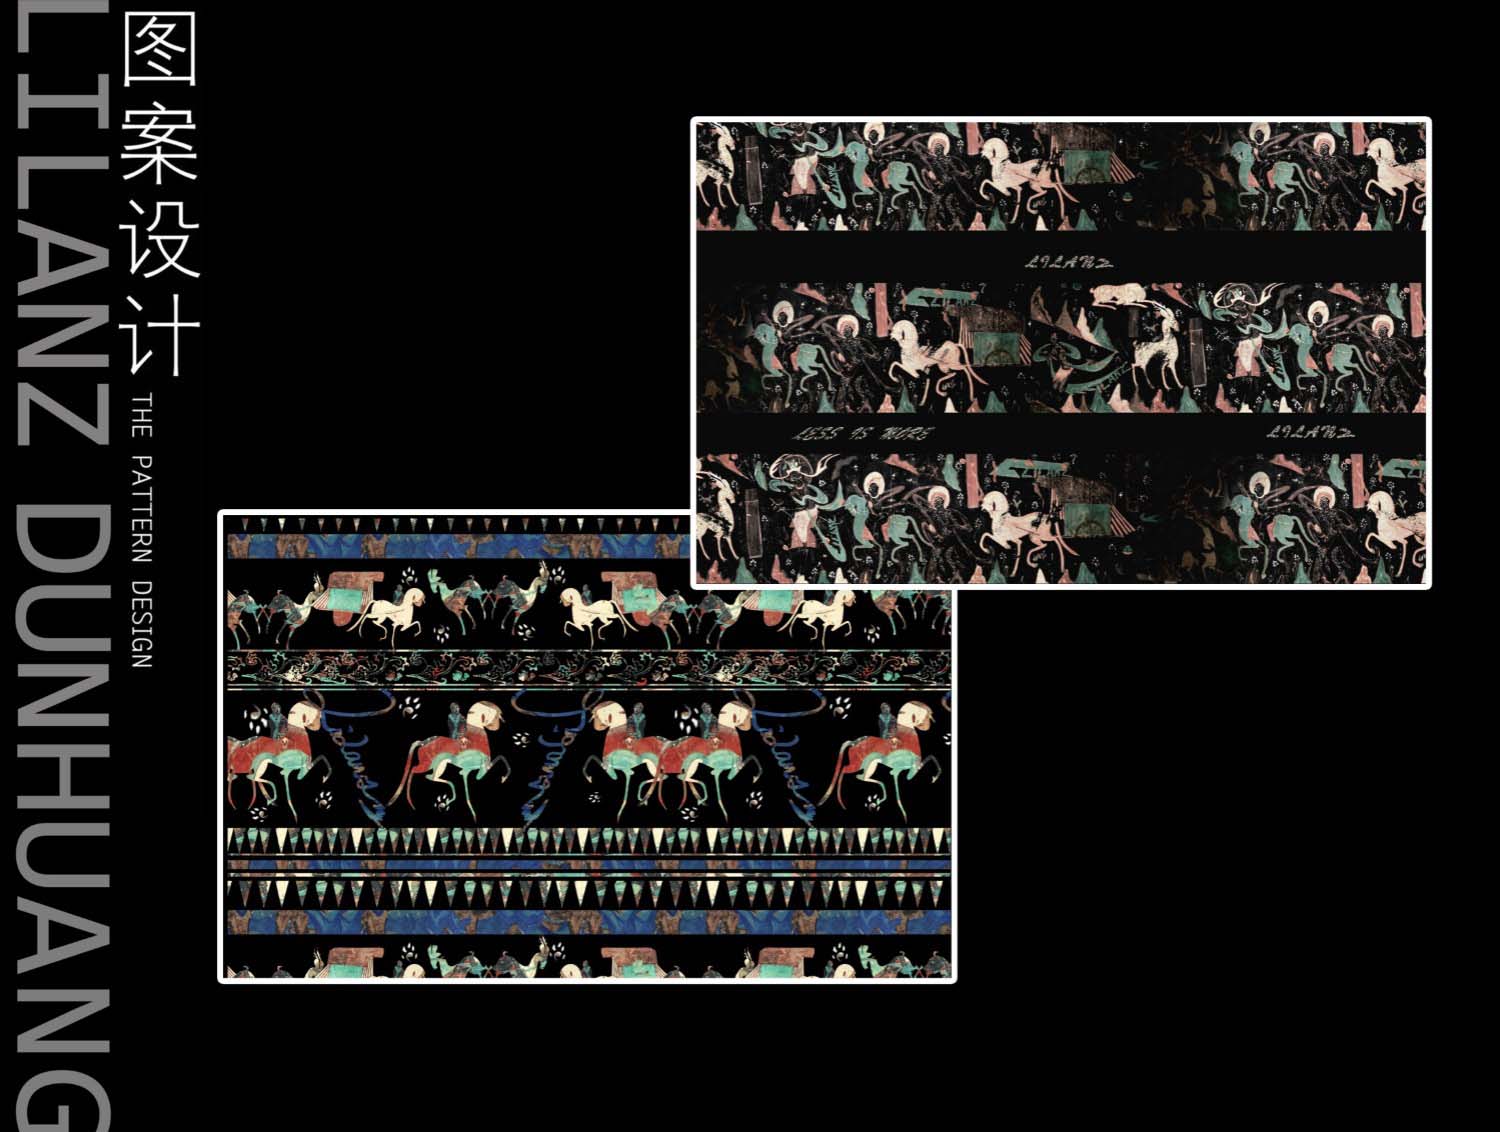 LILANZ DUNHUANG
图案设计
THE PATTERN DESIGN
LILANZ
LESS IS MORE
LILANZ